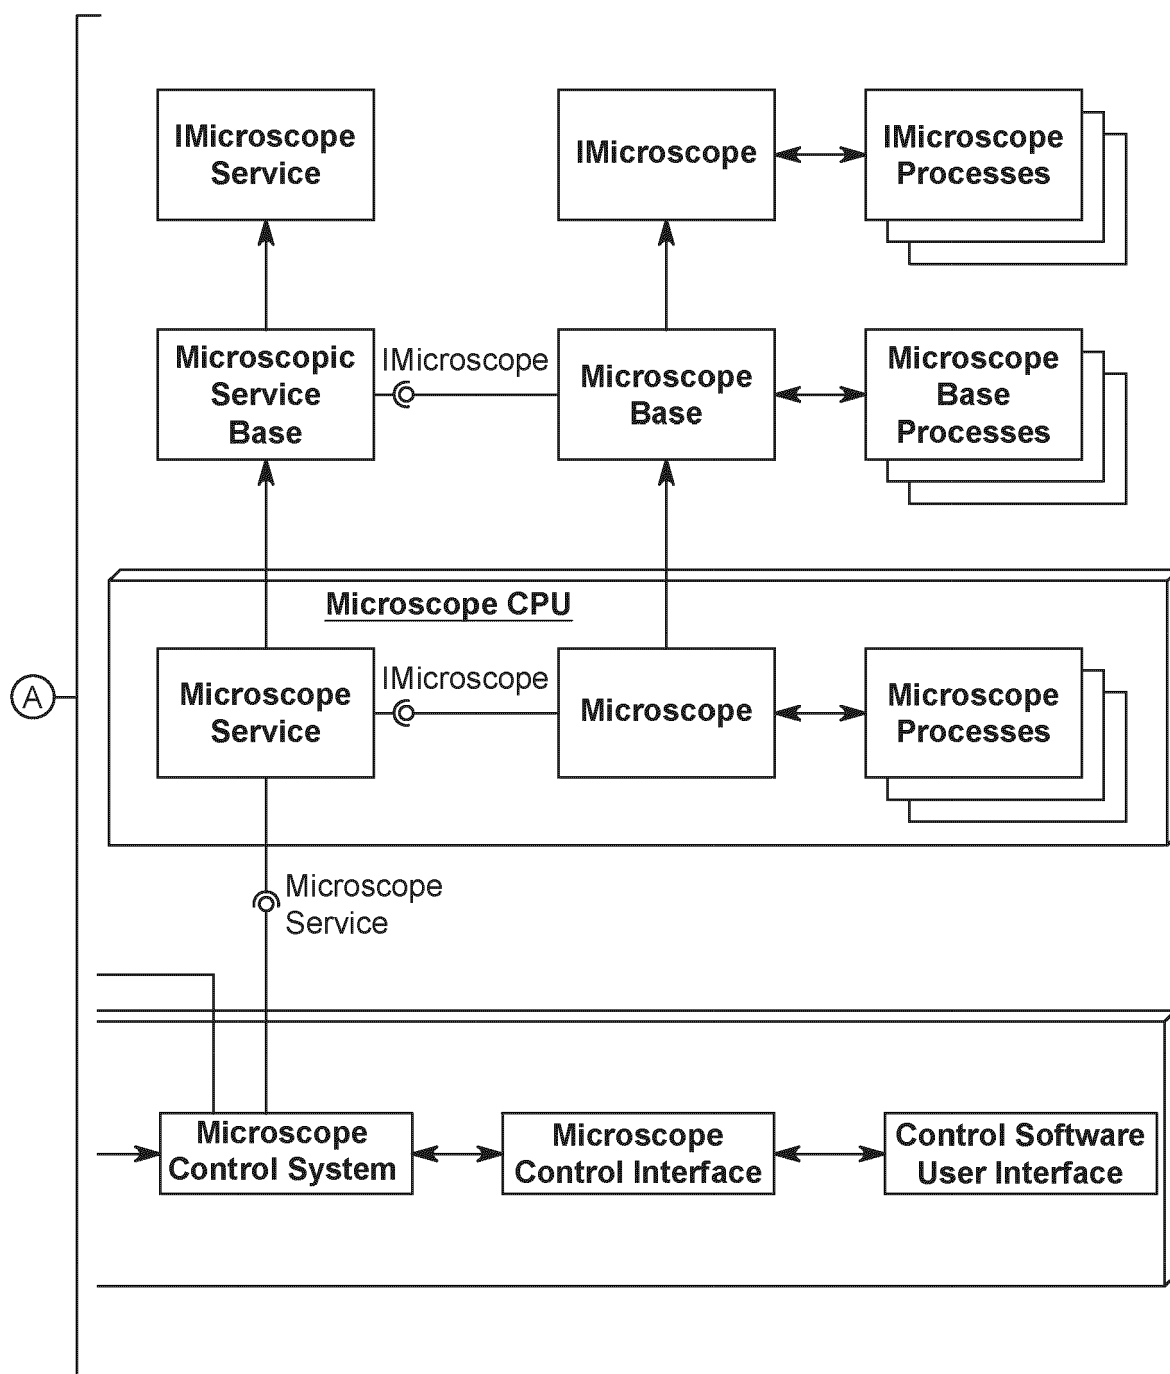 IMicroscope
Service
IMicroscope
IMicroscope
Processes
Microscopic
Service
Base
IMicroscope
Microscope
Base
Microscope
Base
Processes
Microscope CPU
A
Microscope
Service
IMicroscope
Microscope
Microscope
Processes
Microscope
Service
Microscope
Control System
Microscope
Control Interface
Control Software
User Interface